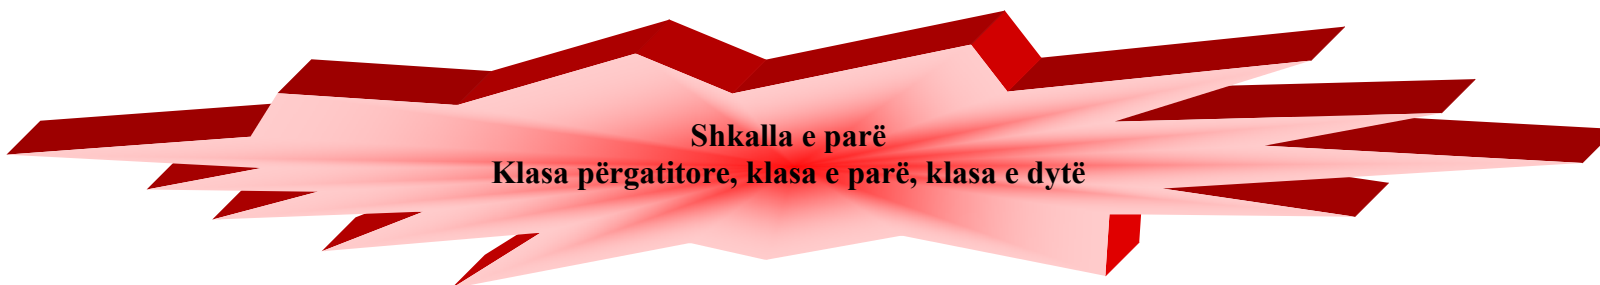 Shkalla e parë
Klasa përgatitore, klasa e parë, klasa e dytë